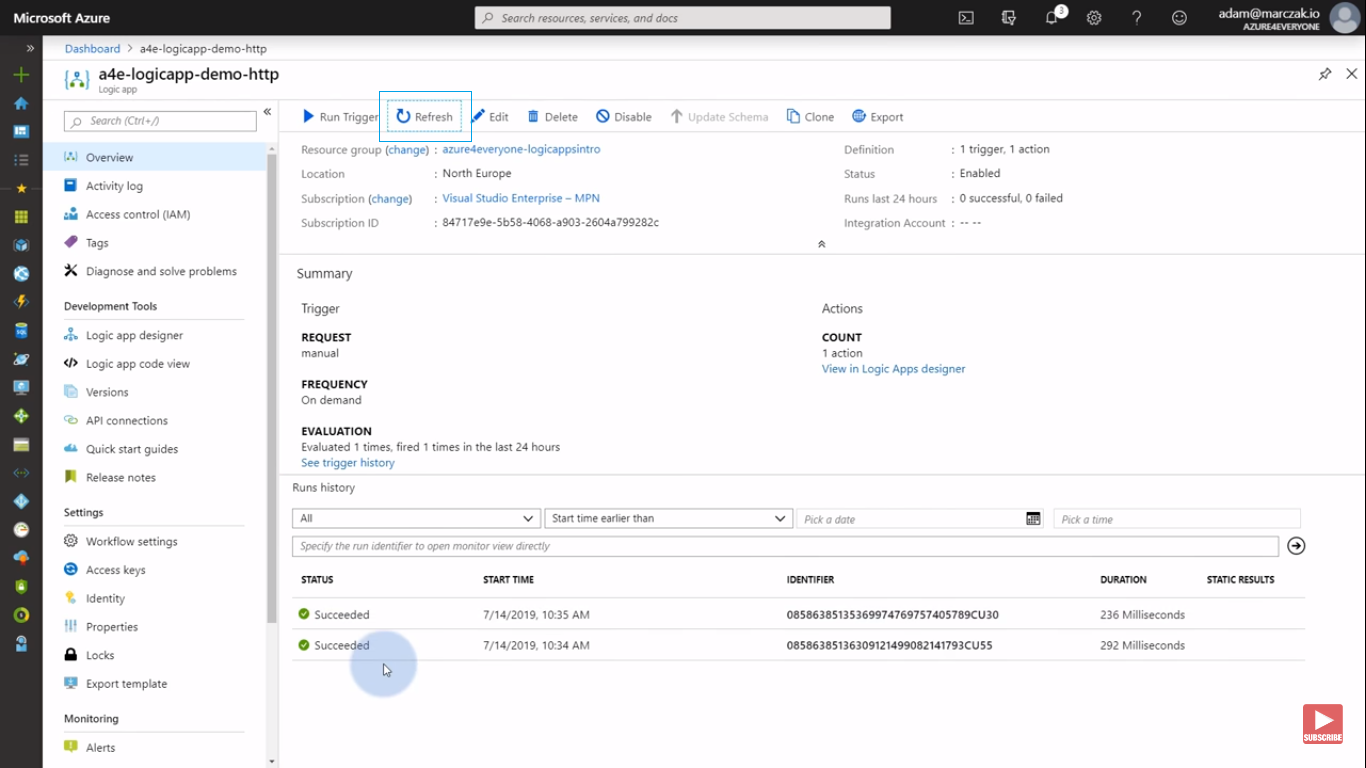 Microsoft Azure
Search resources, services, and docs
3
adam@marczak.io
AZURE4EVERYONE
Dashboard > a4e-logicapp-demo-http
a4e-logicapp-demo-http
Logic app
Search (Ctrl+/)
Overview
Activity log
Access control (IAM)
Tags
Diagnose and solve problems
Development Tools
Logic app designer
Logic app code view
Versions
API connections
Quick start guides
Release notes
Settings
Workflow settings
Access keys
Identity
Properties
Locks
Export template
Monitoring
Alerts
Run Trigger Refresh Edit Delete Disable Update Schema Clone Export
Resource group (change) : azure4everyone-logicappsintro
Location : North Europe
Subscription (change) : Visual Studio Enterprise – MPN
Subscription ID : 84717e9e-5b58-4068-a903-2604a799282c
Definition : 1 trigger, 1 action
Status : Enabled
Runs last 24 hours : 0 successful, 0 failed
Integration Account : -- --
Summary
Trigger
REQUEST
manual
FREQUENCY
On demand
EVALUATION
Evaluated 1 times, fired 1 times in the last 24 hours
See trigger history
Actions
COUNT
1 action
View in Logic Apps designer
Runs history
All Start time earlier than Pick a date Pick a time
Specify the run identifier to open monitor view directly
STATUS START TIME IDENTIFIER DURATION STATIC RESULTS
Succeeded 7/14/2019, 10:35 AM 08586385135369974769757405789CU30 236 Milliseconds
Succeeded 7/14/2019, 10:34 AM 08586385136309121499082141793CU55 292 Milliseconds
SUBSCRIBE